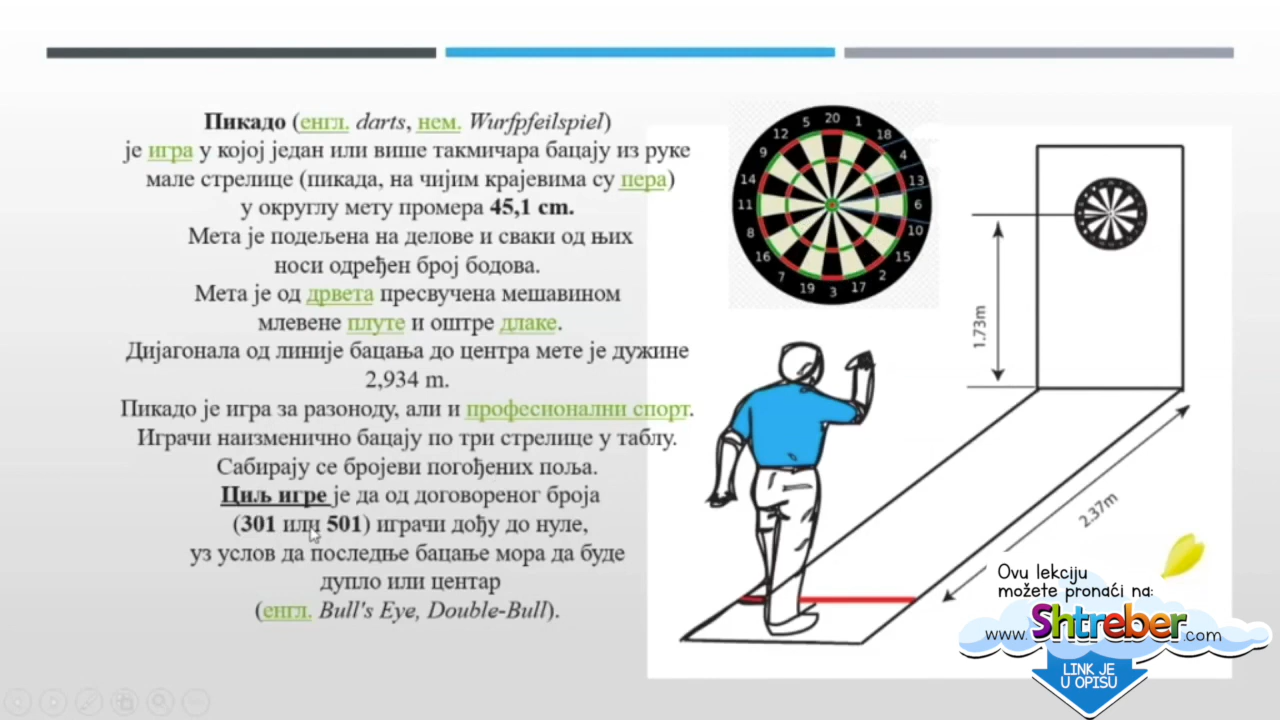 Пикадо (енгл. darts, нем. Wurfpfeilspiel)
је игра у којој један или више такмичара бацају из руке
мале стрелице (пикада, на чијим крајевима су пера)
у округлу мету промера 45,1 cm.
Мета је подељена на делове и сваки од њих
носи одређен број бодова.
Мета је од дрвета пресвучена мешавином
млевене плуте и оштре длаке.
Дијагонала од линије бацања до центра мете је дужине
2,934 m.
Пикадо је игра за разоноду, али и професионални спорт.
Играчи наизменично бацају по три стрелице у таблу.
Сабирају се бројеви погођених поља.
Циљ игре је да од договореног броја
(301 или 501) играчи дођу до нуле,
уз услов да последње бацање мора да буде
дупло или центар
(енгл. Bull's Eye, Double-Bull).
20 1 18 4 13 6 10 15 2 17 3 19 7 16 8 11 14 9 12 5
1.73m
2.37m
Ovu lekciju
možete pronaći na:
www.Shtreber.com
LINK JE
U OPISU